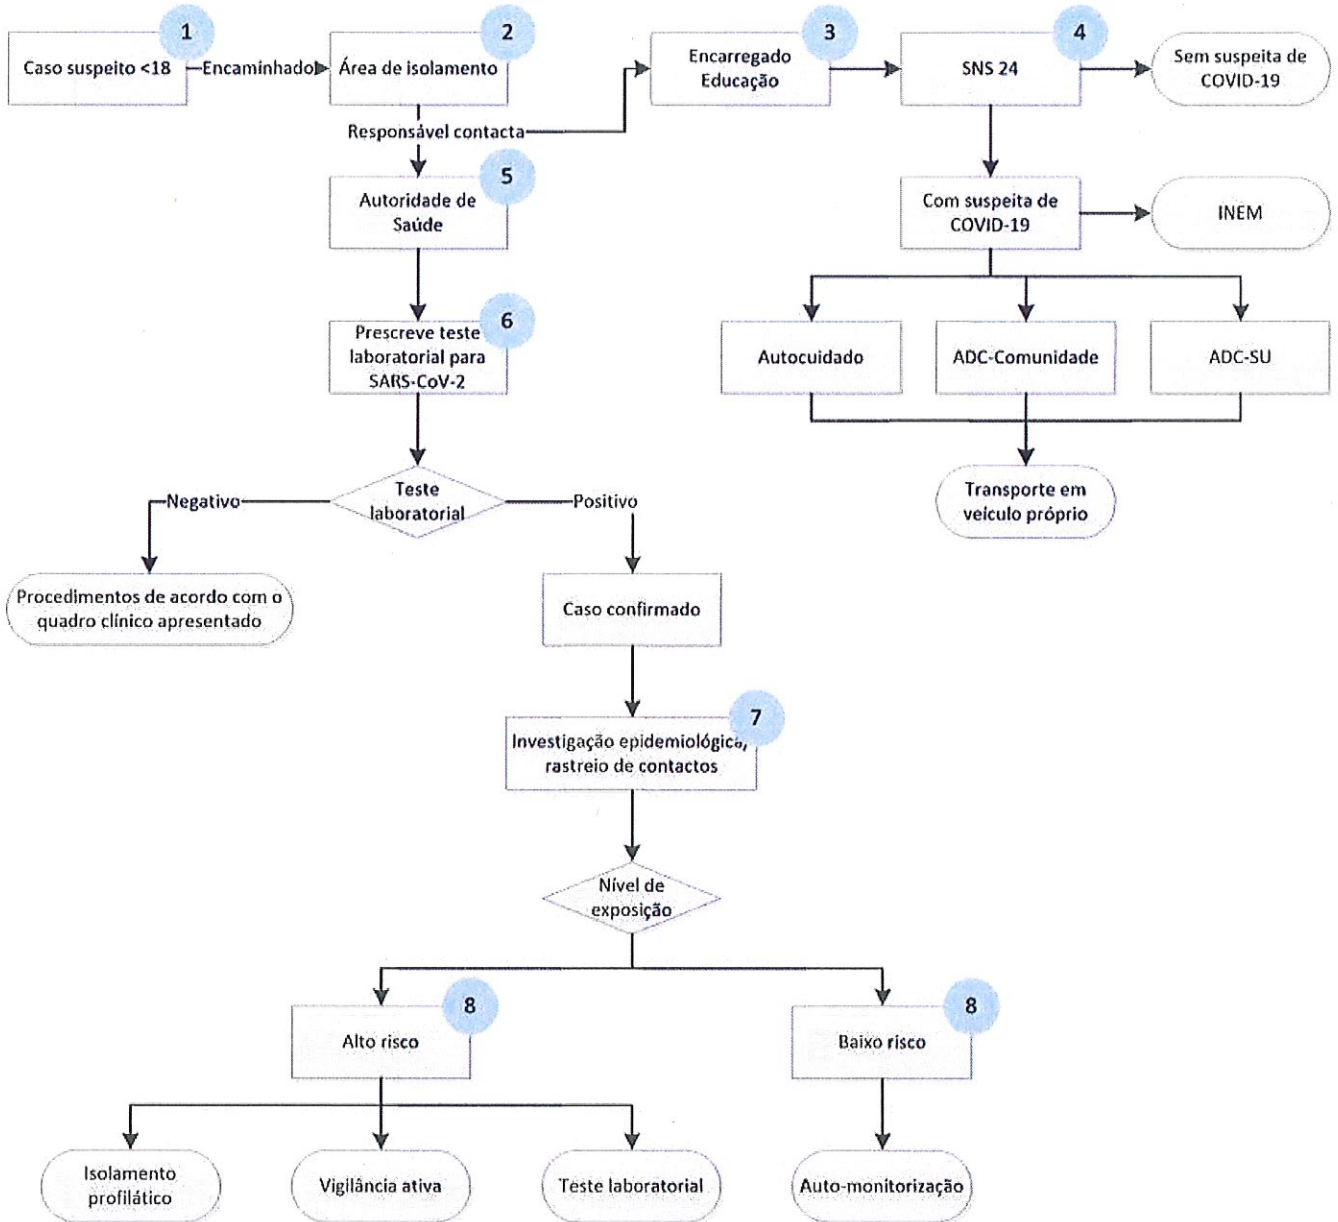 1
Caso suspeito <18
Encaminhado
2
Área de isolamento
3
Encarregado
Educação
4
SNS 24
Sem suspeita de
COVID-19
Responsável contacta
5
Autoridade de
Saúde
Com suspeita de
COVID-19
INEM
6
Prescreve teste
laboratorial para
SARS-CoV-2
Autocuidado
ADC-Comunidade
ADC-SU
Negativo
Teste
laboratorial
Positivo
Transporte em
veículo próprio
Procedimentos de acordo com o
quadro clínico apresentado
Caso confirmado
7
Investigação epidemiológica/
rastreio de contactos
Nível de
exposição
8
Alto risco
8
Baixo risco
Isolamento
profilático
Vigilância ativa
Teste laboratorial
Auto-monitorização